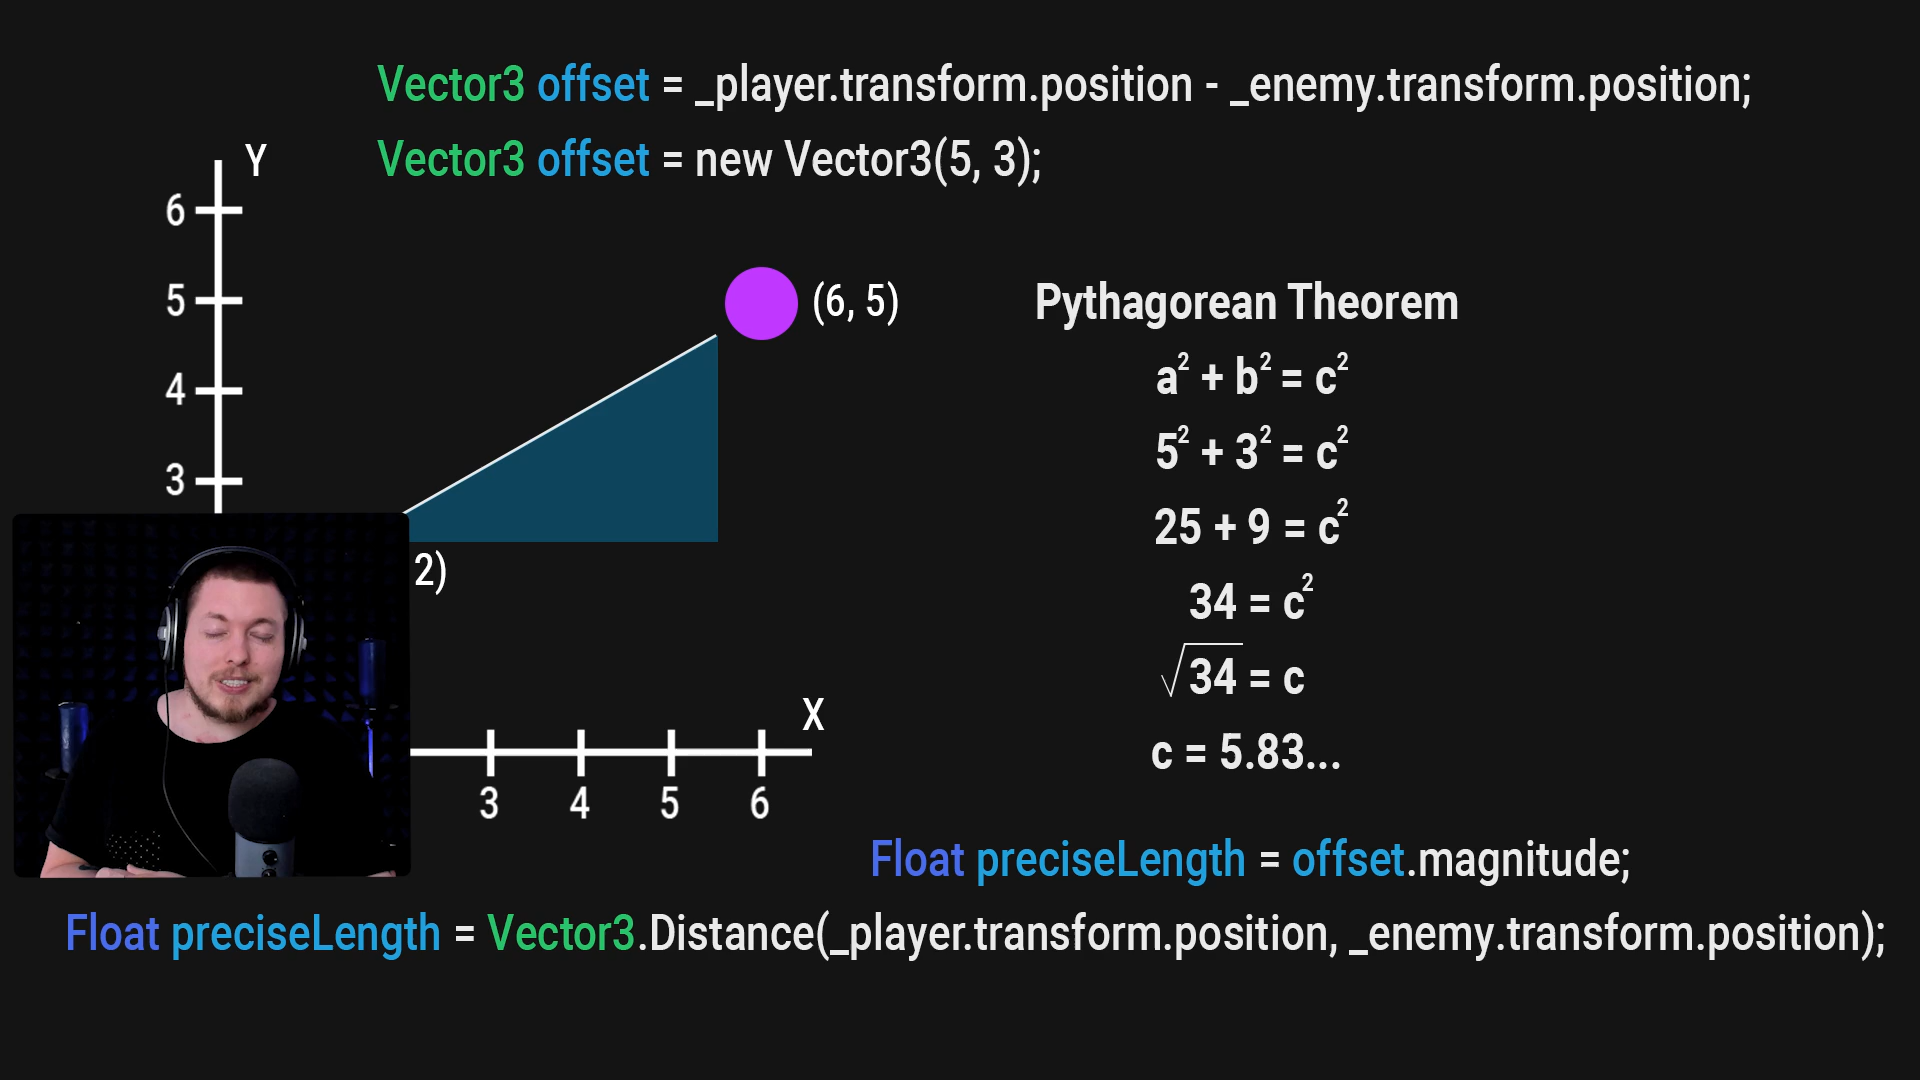 Vector3 offset = _player.transform.position - _enemy.transform.position;
Vector3 offset = new Vector3(5, 3);
Y
6
5
4
3
(6, 5)
2)
X
3
4
5
6
Pythagorean Theorem
a² + b² = c²
5² + 3² = c²
25 + 9 = c²
34 = c²
√34 = c
c = 5.83...
Float preciseLength = offset.magnitude;
Float preciseLength = Vector3.Distance(_player.transform.position, _enemy.transform.position);